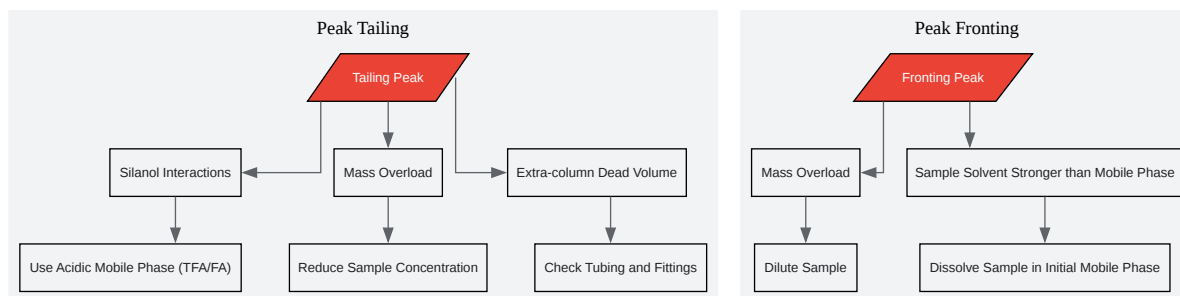 Peak Tailing
Tailing Peak
Silanol Interactions
Mass Overload
Extra-column Dead Volume
Use Acidic Mobile Phase (TFA/FA)
Reduce Sample Concentration
Check Tubing and Fittings
Peak Fronting
Fronting Peak
Mass Overload
Sample Solvent Stronger than Mobile Phase
Dilute Sample
Dissolve Sample in Initial Mobile Phase